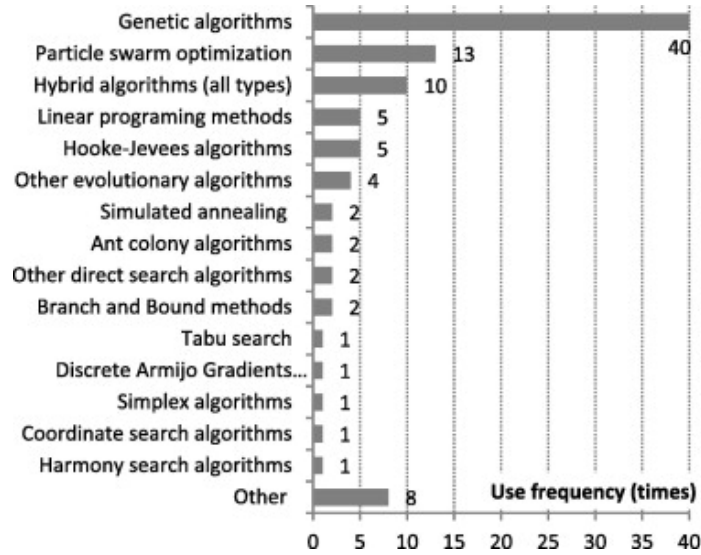 Genetic algorithms 40
Particle swarm optimization 13
Hybrid algorithms (all types) 10
Linear programing methods 5
Hooke-Jevees algorithms 5
Other evolutionary algorithms 4
Simulated annealing 2
Ant colony algorithms 2
Other direct search algorithms 2
Branch and Bound methods 2
Tabu search 1
Discrete Armijo Gradients... 1
Simplex algorithms 1
Coordinate search algorithms 1
Harmony search algorithms 1
Other 8 Use frequency (times)
0 5 10 15 20 25 30 35 40